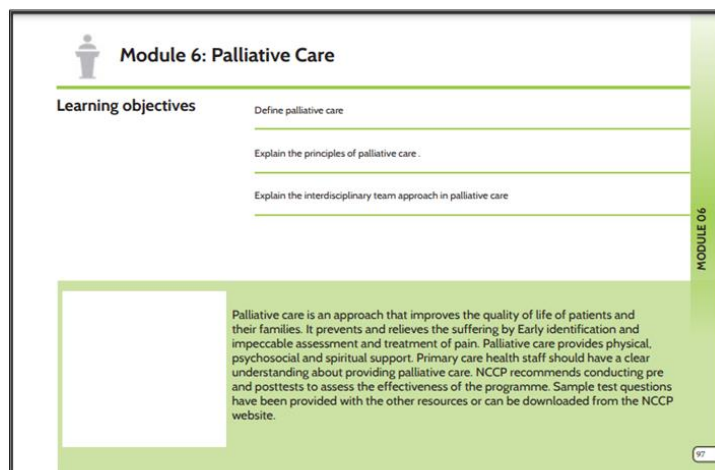 Module 6: Palliative Care
Learning objectives
Define palliative care
Explain the principles of palliative care .
Explain the interdisciplinary team approach in palliative care
MODULE 06
Palliative care is an approach that improves the quality of life of patients and
their families. It prevents and relieves the suffering by Early identification and
impeccable assessment and treatment of pain. Palliative care provides physical,
psychosocial and spiritual support. Primary care health staff should have a clear
understanding about providing palliative care. NCCP recommends conducting pre
and posttests to assess the effectiveness of the programme. Sample test questions
have been provided with the other resources or can be downloaded from the NCCP
website.
97